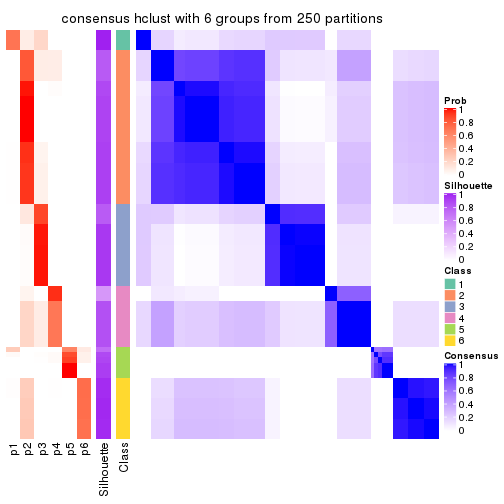 consensus hclust with 6 groups from 250 partitions
Prob
1
0.8
0.6
0.4
0.2
0
Silhouette
1
0.8
0.6
0.4
0.2
0
Class
1
2
3
4
5
6
Consensus
1
0.8
0.6
0.4
0.2
0
p1
p2
p3
p4
p5
p6
Silhouette
Class